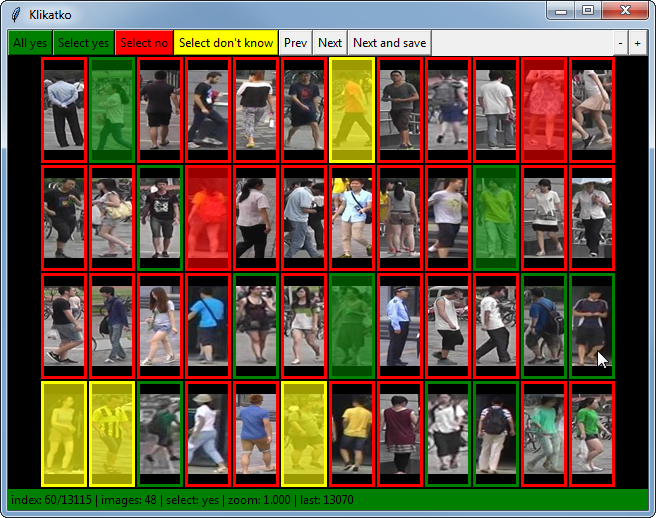 Klikatko
All yes Select yes Select no Select don't know Prev Next Next and save - +
index: 60/13115 | images: 48 | select: yes | zoom: 1.000 | last: 13070